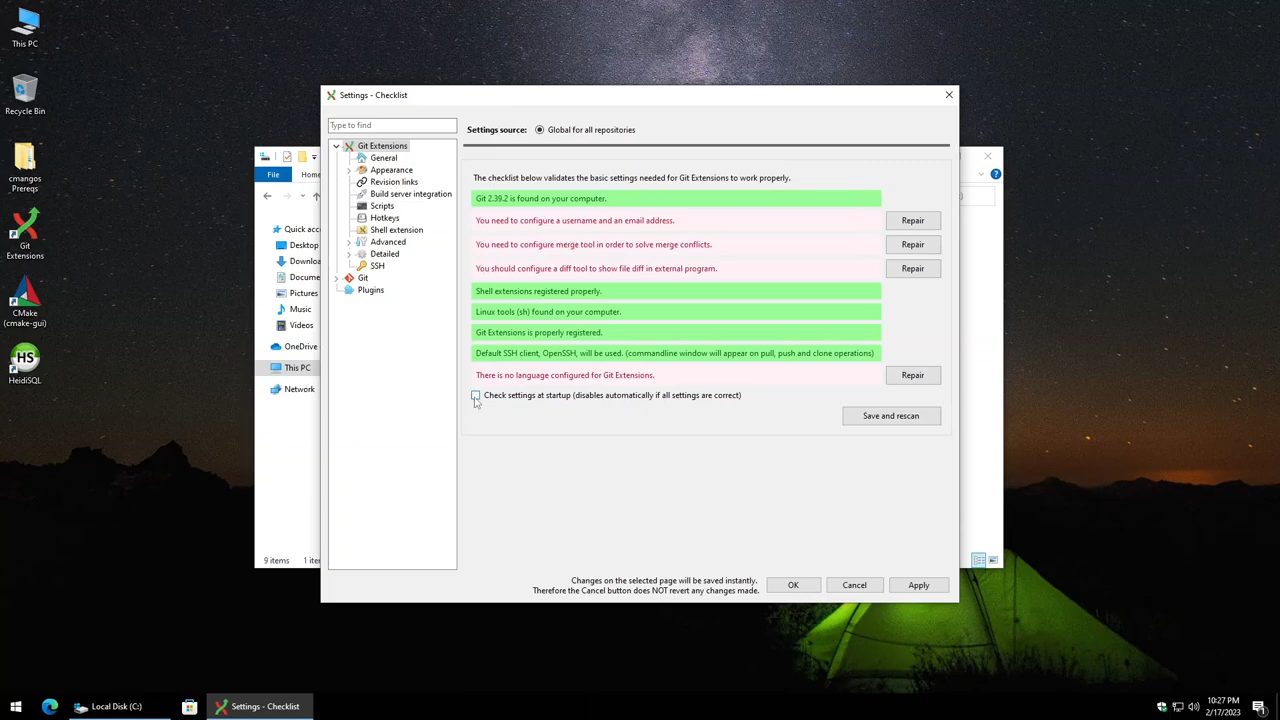 This PC
Recycle Bin
cmangos
Prereqs
Git
Extensions
CMake
(cmake-gui)
HS
HeidiSQL
File
Home
Quick acce
Desktop
Downloa
Docume
Pictures
Music
Videos
OneDrive
This PC
Network
9 items
1 iter
Settings - Checklist
Type to find
Git Extensions
General
Appearance
Revision links
Build server integration
Scripts
Hotkeys
Shell extension
Advanced
Detailed
SSH
Git
Plugins
Settings source:
Global for all repositories
The checklist below validates the basic settings needed for Git Extensions to work properly.
Git 2.39.2 is found on your computer.
You need to configure a username and an email address.
Repair
You need to configure merge tool in order to solve merge conflicts.
Repair
You should configure a diff tool to show file diff in external program.
Repair
Shell extensions registered properly.
Linux tools (sh) found on your computer.
Git Extensions is properly registered.
Default SSH client, OpenSSH, will be used. (commandline window will appear on pull, push and clone operations)
There is no language configured for Git Extensions.
Repair
Check settings at startup (disables automatically if all settings are correct)
Save and rescan
Changes on the selected page will be saved instantly.
Therefore the Cancel button does NOT revert any changes made.
OK
Cancel
Apply
Local Disk (C:)
Settings - Checklist
10:27 PM
2/17/2023
1